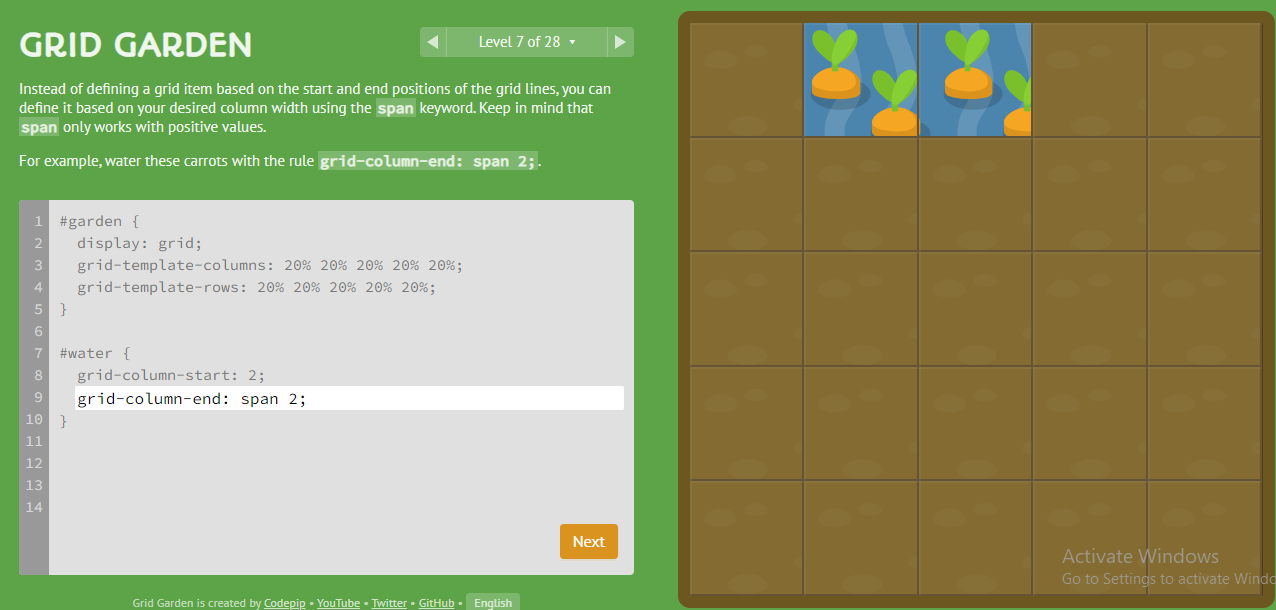 GRID GARDEN
◀ Level 7 of 28 ▾ ▶
Instead of defining a grid item based on the start and end positions of the grid lines, you can
define it based on your desired column width using the span keyword. Keep in mind that
span only works with positive values.
For example, water these carrots with the rule grid-column-end: span 2;.
1 #garden {
2 display: grid;
3 grid-template-columns: 20% 20% 20% 20% 20%;
4 grid-template-rows: 20% 20% 20% 20% 20%;
5 }
6
7 #water {
8 grid-column-start: 2;
9 grid-column-end: span 2;
10 }
11
12
13
14
Next
Activate Windows
Go to Settings to activate Windo
Grid Garden is created by Codepip • YouTube • Twitter • GitHub • English